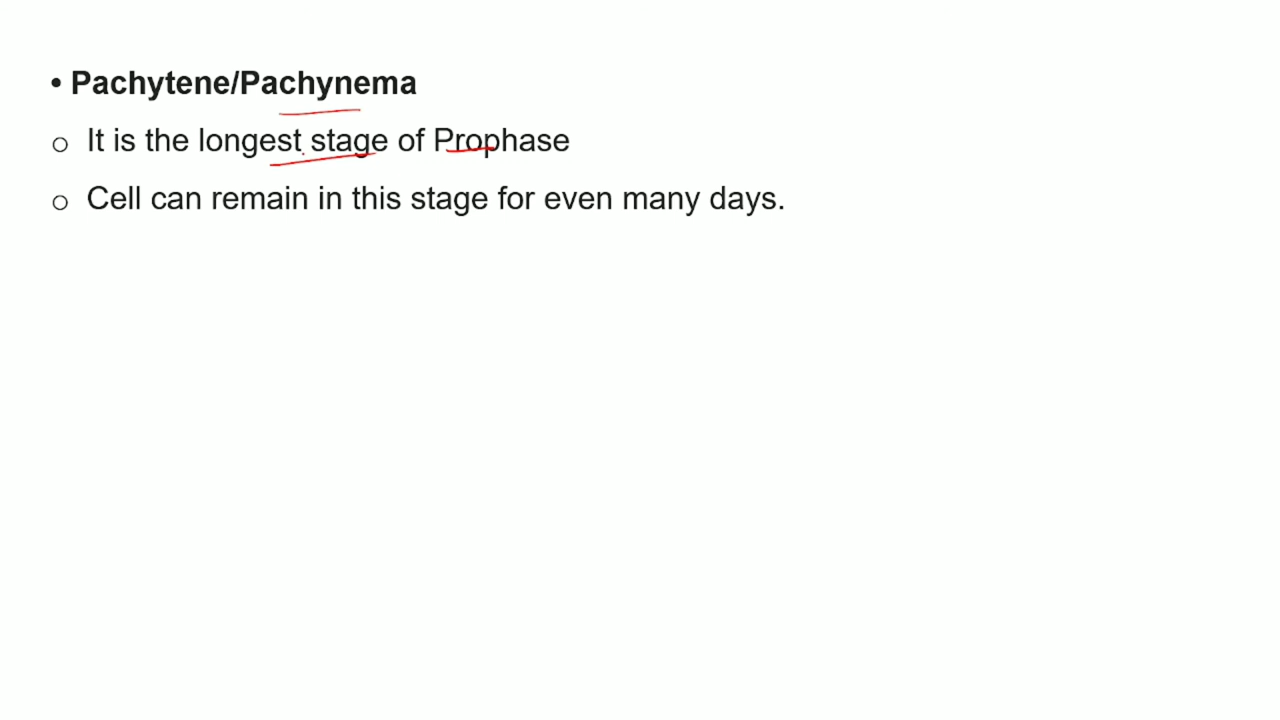 • Pachytene/Pachynema
o It is the longest stage of Prophase
o Cell can remain in this stage for even many days.